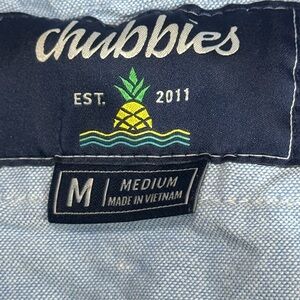 chubbies
EST. 2011
M MEDIUM
MADE IN VIETNAM